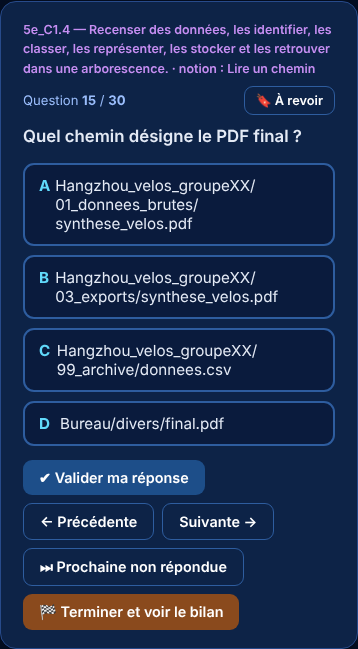 5e_C1.4 — Recenser des données, les identifier, les
classer, les représenter, les stocker et les retrouver
dans une arborescence. · notion : Lire un chemin
Question 15 / 30
🔖 À revoir
Quel chemin désigne le PDF final ?
A Hangzhou_velos_groupeXX/
01_donnees_brutes/
synthese_velos.pdf
B Hangzhou_velos_groupeXX/
03_exports/synthese_velos.pdf
C Hangzhou_velos_groupeXX/
99_archive/donnees.csv
D Bureau/divers/final.pdf
✔ Valider ma réponse
← Précédente
Suivante →
⏭ Prochaine non répondue
🏁 Terminer et voir le bilan